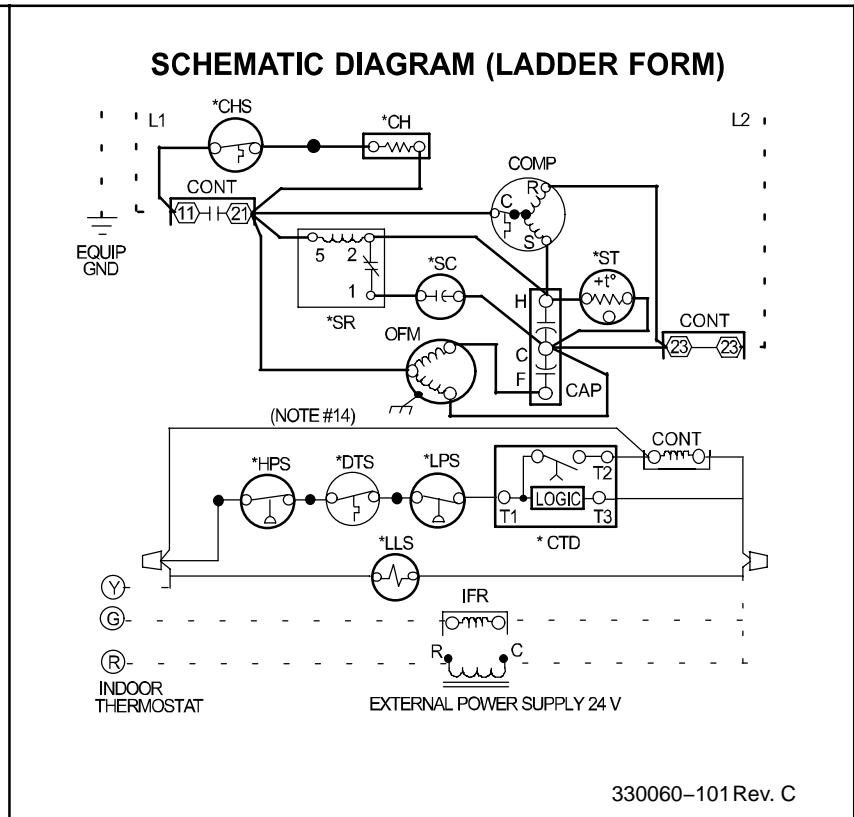 SCHEMATIC DIAGRAM (LADDER FORM)
L1
*CHS
*CH
L2
COMP
CONT
11
21
C
R
S
EQUIP
GND
5
2
1
*SR
*SC
*ST
+t°
H
C
F
CAP
CONT
23
23
OFM
(NOTE #14)
CONT
*HPS
*DTS
*LPS
T2
LOGIC
T1
T3
* CTD
*LLS
Y
IFR
G
R
C
R
INDOOR
THERMOSTAT
EXTERNAL POWER SUPPLY 24 V
330060–101 Rev. C